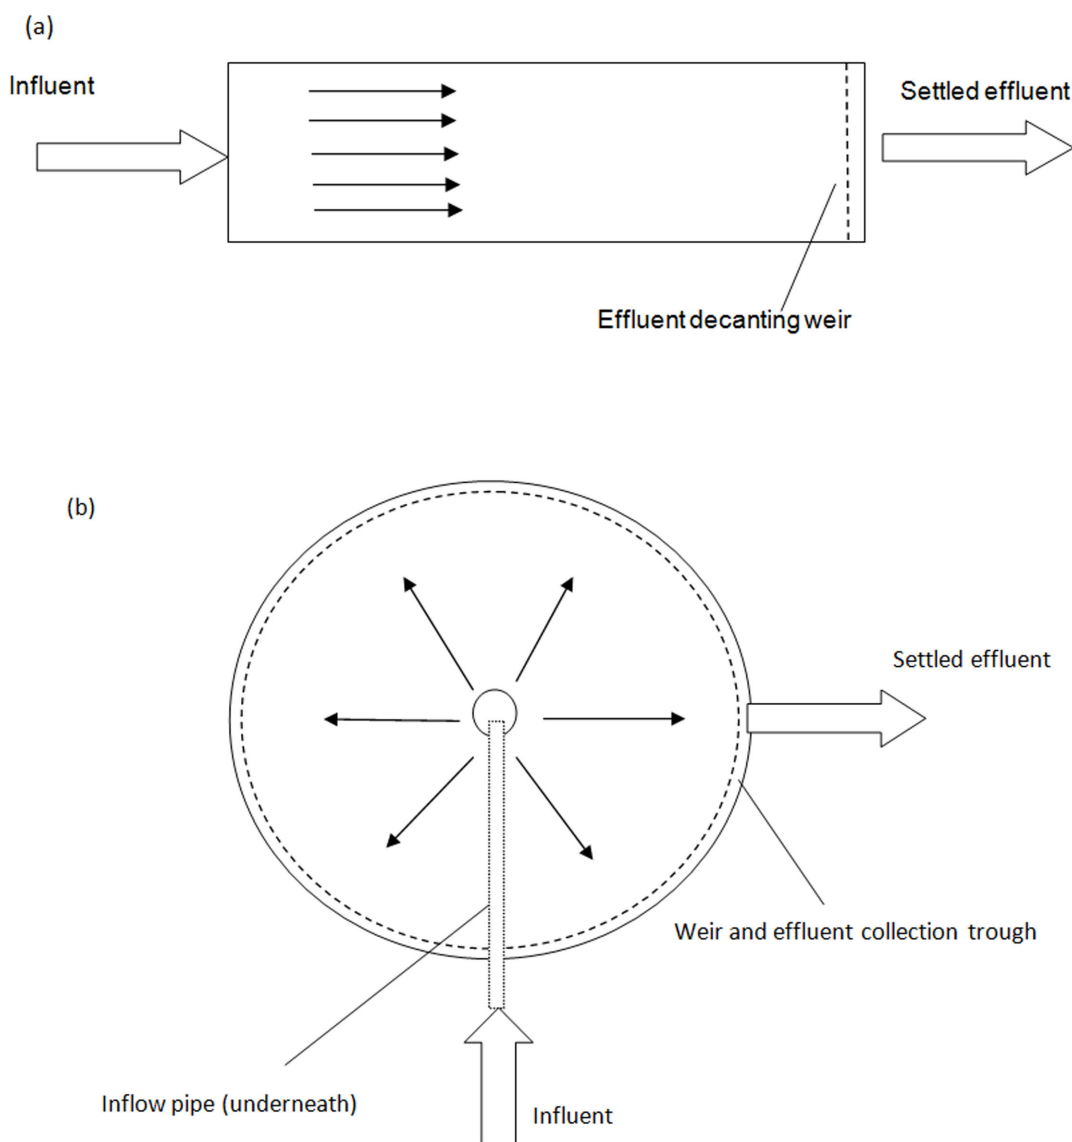 (a)
Influent
Settled effluent
Effluent decanting weir
(b)
Settled effluent
Weir and effluent collection trough
Inflow pipe (underneath)
Influent